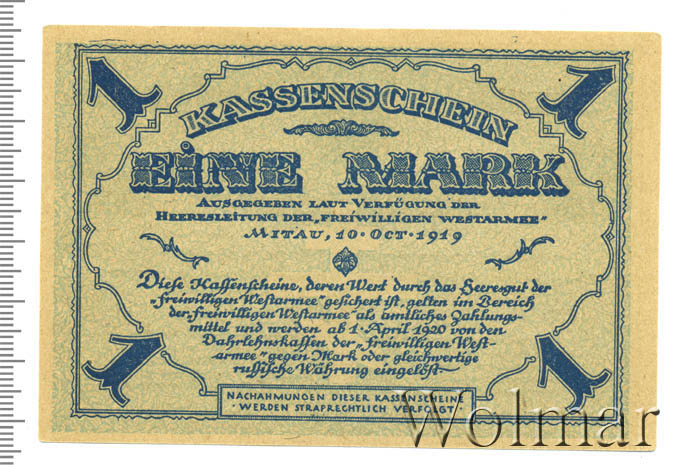 1 1
KASSENSCHEIN
EINE MARK
AUSGEGEBEN LAUT VERFÜGUNG DER
HEERESLEITUNG DER „FREIWILLIGEN WESTARMEE"
MITAU, 10·OCT·1919
Diese Kassenscheine, deren Wert durch das Heeresgut der
„freiwilligen Westarmee" gesichert ist, gelten im Bereich
der „freiwilligen Westarmee" als amtliches Zahlungs-
mittel und werden ab 1·April 1920 von den
Darlehnskassen der „freiwilligen West-
armee" gegen Mark oder gleichwertige
russische Währung eingelöst
1 1
NACHAHMUNGEN DIESER KASSENSCHEINE
·WERDEN STRAPRECHTLICH VERFOLGT·
Wolmar